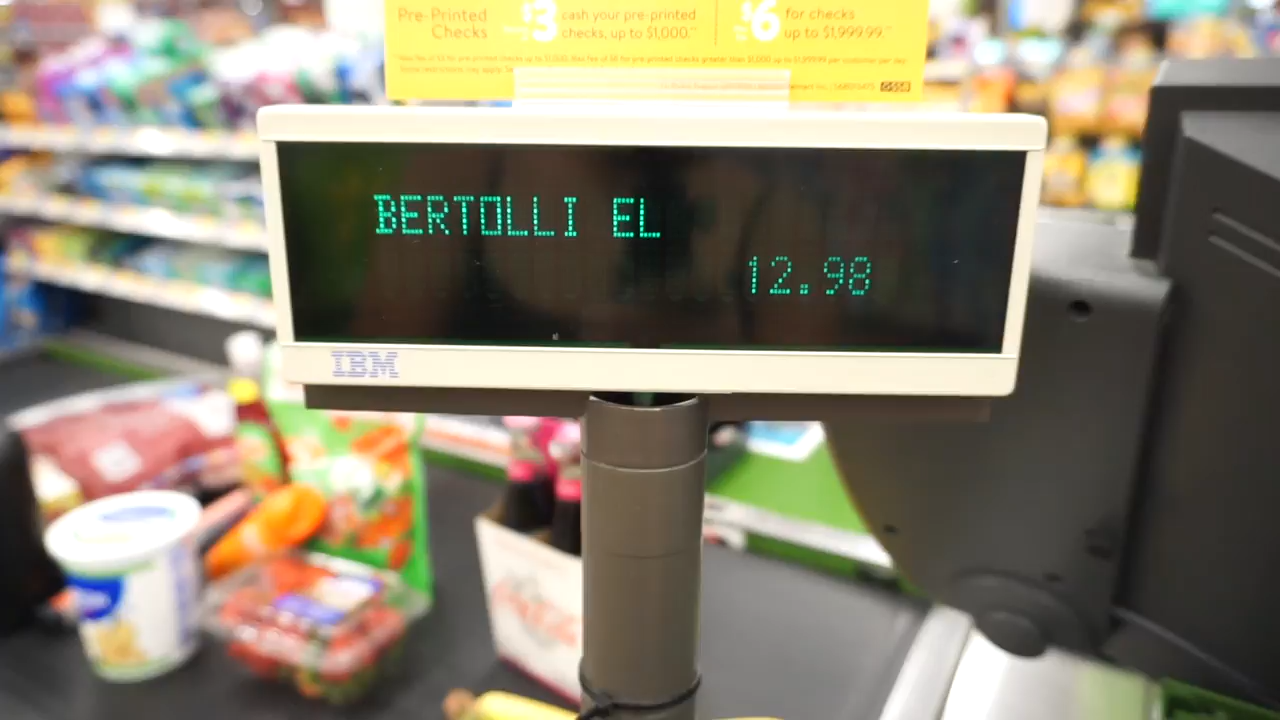 Pre-Printed Checks
$3 cash your pre-printed checks, up to $1,000.**
$6 for checks up to $1,999.99.**
BERTOLLI EL
12.98
IBM